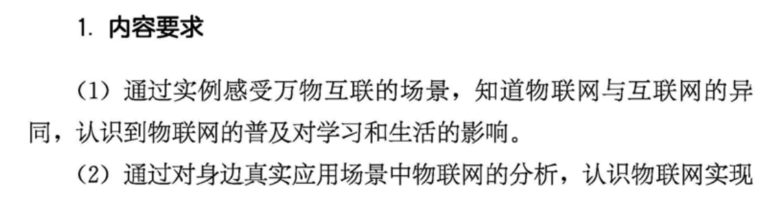 1. 内容要求
（1）通过实例感受万物互联的场景，知道物联网与互联网的异
同，认识到物联网的普及对学习和生活的影响。
（2）通过对身边真实应用场景中物联网的分析，认识物联网实现